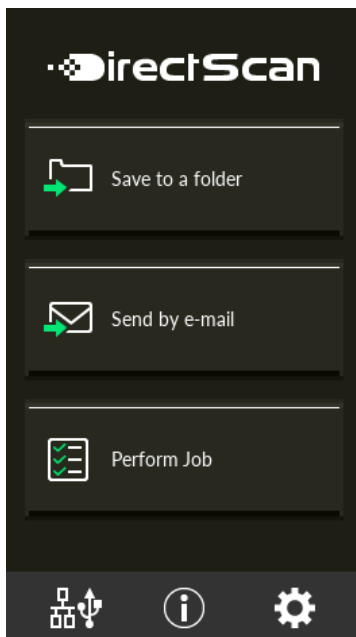 DirectScan
Save to a folder
Send by e-mail
Perform Job